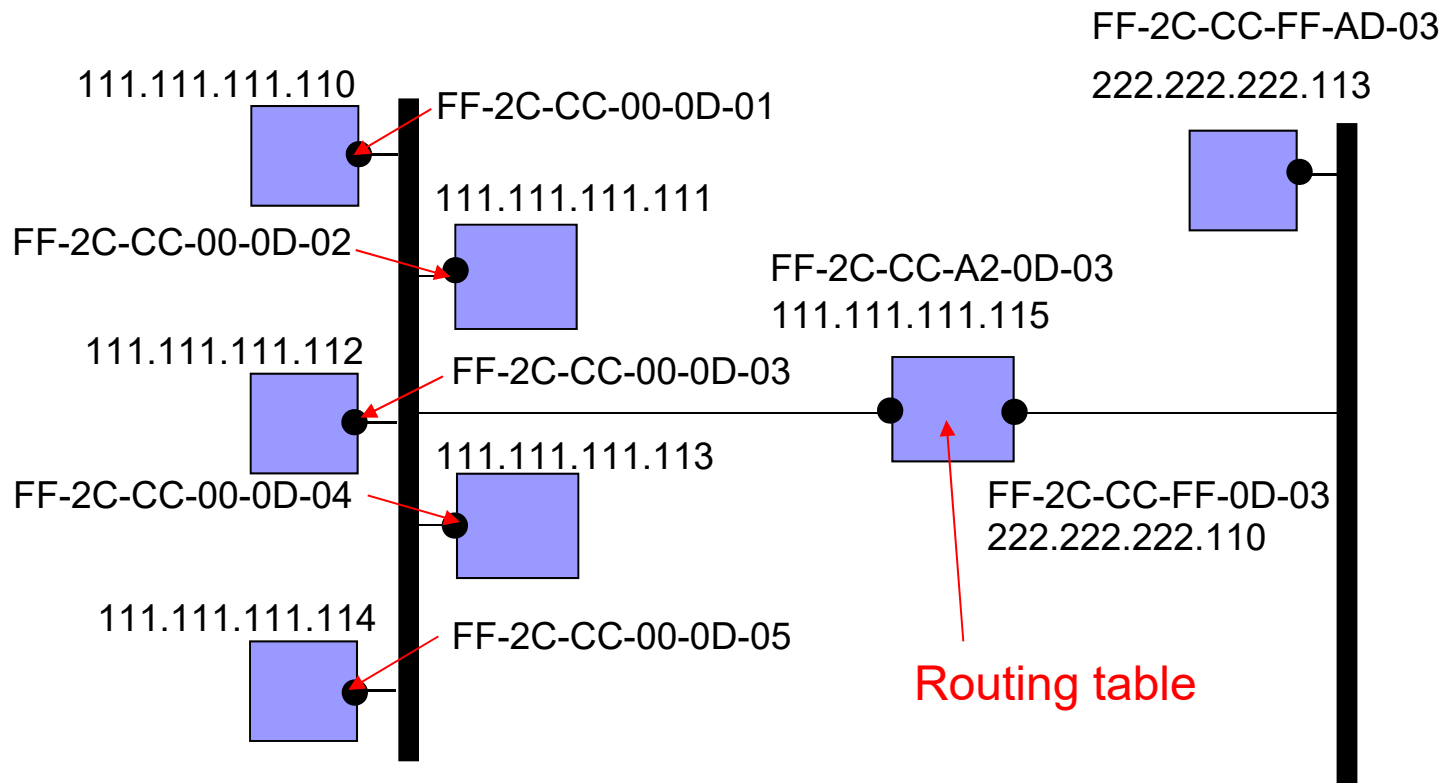 FF-2C-CC-FF-AD-03
222.222.222.113
111.111.111.110
FF-2C-CC-00-0D-01
111.111.111.111
FF-2C-CC-00-0D-02
FF-2C-CC-A2-0D-03
111.111.111.115
111.111.111.112
FF-2C-CC-00-0D-03
111.111.111.113
FF-2C-CC-00-0D-04
FF-2C-CC-FF-0D-03
222.222.222.110
111.111.111.114
FF-2C-CC-00-0D-05
Routing table